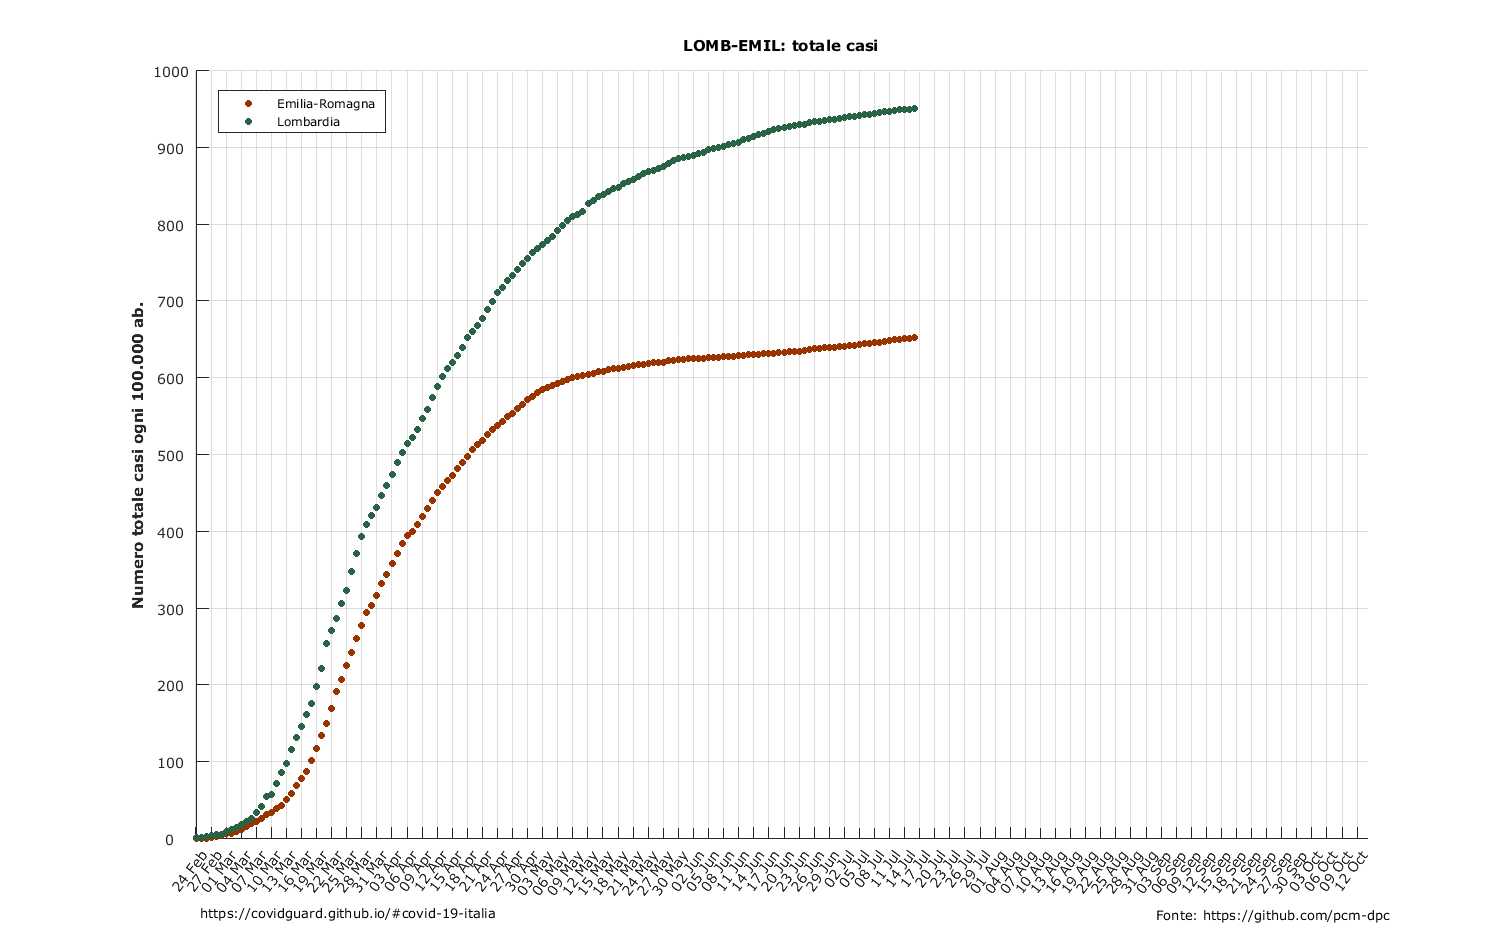 LOMB-EMIL: totale casi
Emilia-Romagna
Lombardia
Numero totale casi ogni 100.000 ab.
1000
900
800
700
600
500
400
300
200
100
0
24 Feb
27 Feb
01 Mar
04 Mar
07 Mar
10 Mar
13 Mar
16 Mar
19 Mar
22 Mar
25 Mar
28 Mar
31 Mar
03 Apr
06 Apr
09 Apr
12 Apr
15 Apr
18 Apr
21 Apr
24 Apr
27 Apr
30 Apr
03 May
06 May
09 May
12 May
15 May
18 May
21 May
24 May
27 May
30 May
02 Jun
05 Jun
08 Jun
11 Jun
14 Jun
17 Jun
20 Jun
23 Jun
26 Jun
29 Jun
02 Jul
05 Jul
08 Jul
11 Jul
14 Jul
17 Jul
20 Jul
23 Jul
26 Jul
29 Jul
01 Aug
04 Aug
07 Aug
10 Aug
13 Aug
16 Aug
19 Aug
22 Aug
25 Aug
28 Aug
31 Aug
03 Sep
06 Sep
09 Sep
12 Sep
15 Sep
18 Sep
21 Sep
24 Sep
27 Sep
30 Sep
03 Oct
06 Oct
09 Oct
12 Oct
https://covidguard.github.io/#covid-19-italia
Fonte: https://github.com/pcm-dpc